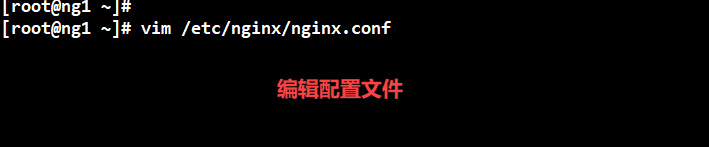 [root@ng1 ~]#
[root@ng1 ~]# vim /etc/nginx/nginx.conf
编辑配置文件